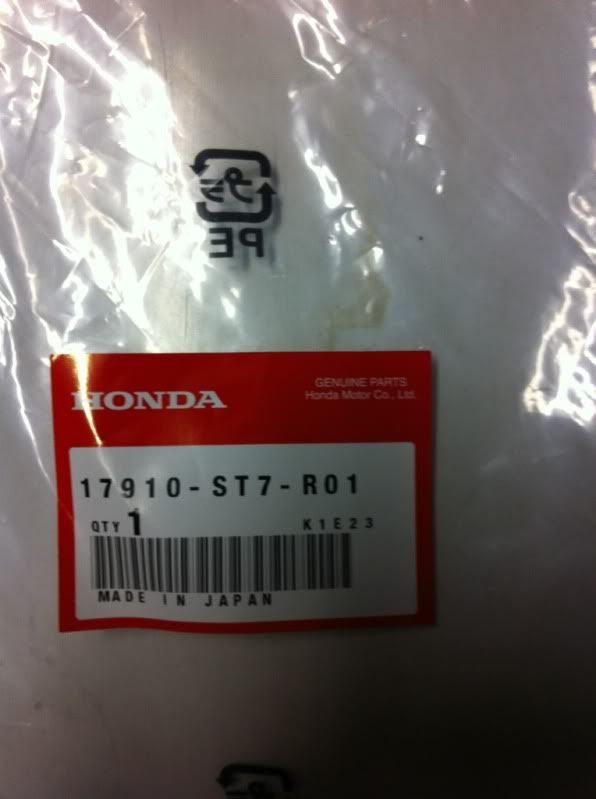 プラ
PE
HONDA
GENUINE PARTS
Honda Motor Co., Ltd.
17910-ST7-R01
QTY 1 K1E23
MADE IN JAPAN